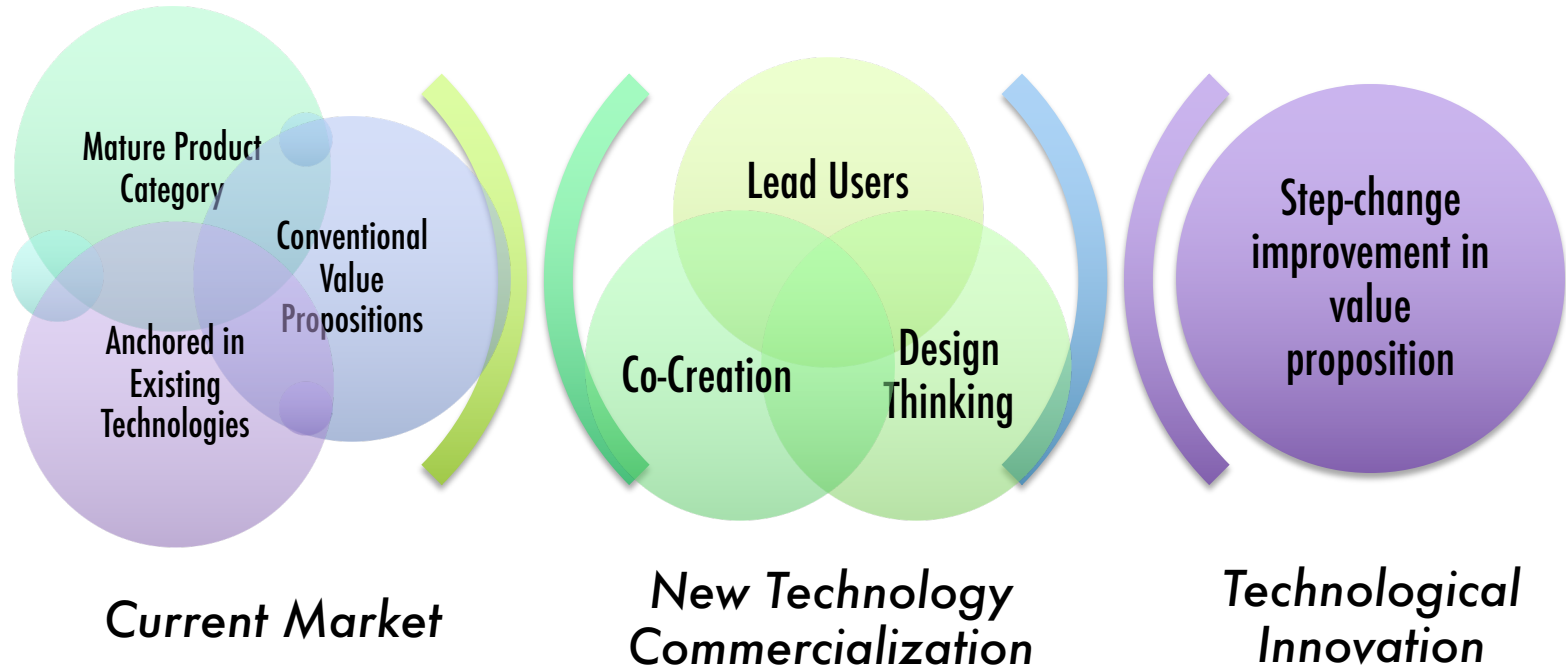 Mature Product
Category
Conventional
Value
Propositions
Anchored in
Existing
Technologies
Current Market
Lead Users
Co-Creation
Design
Thinking
New Technology
Commercialization
Step-change
improvement in
value
proposition
Technological
Innovation